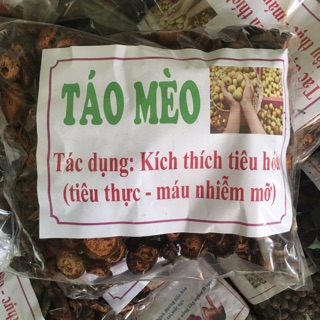 TÁO MÈO
Tác dụng: Kích thích tiêu hóa
(tiêu thực - máu nhiễm mỡ)